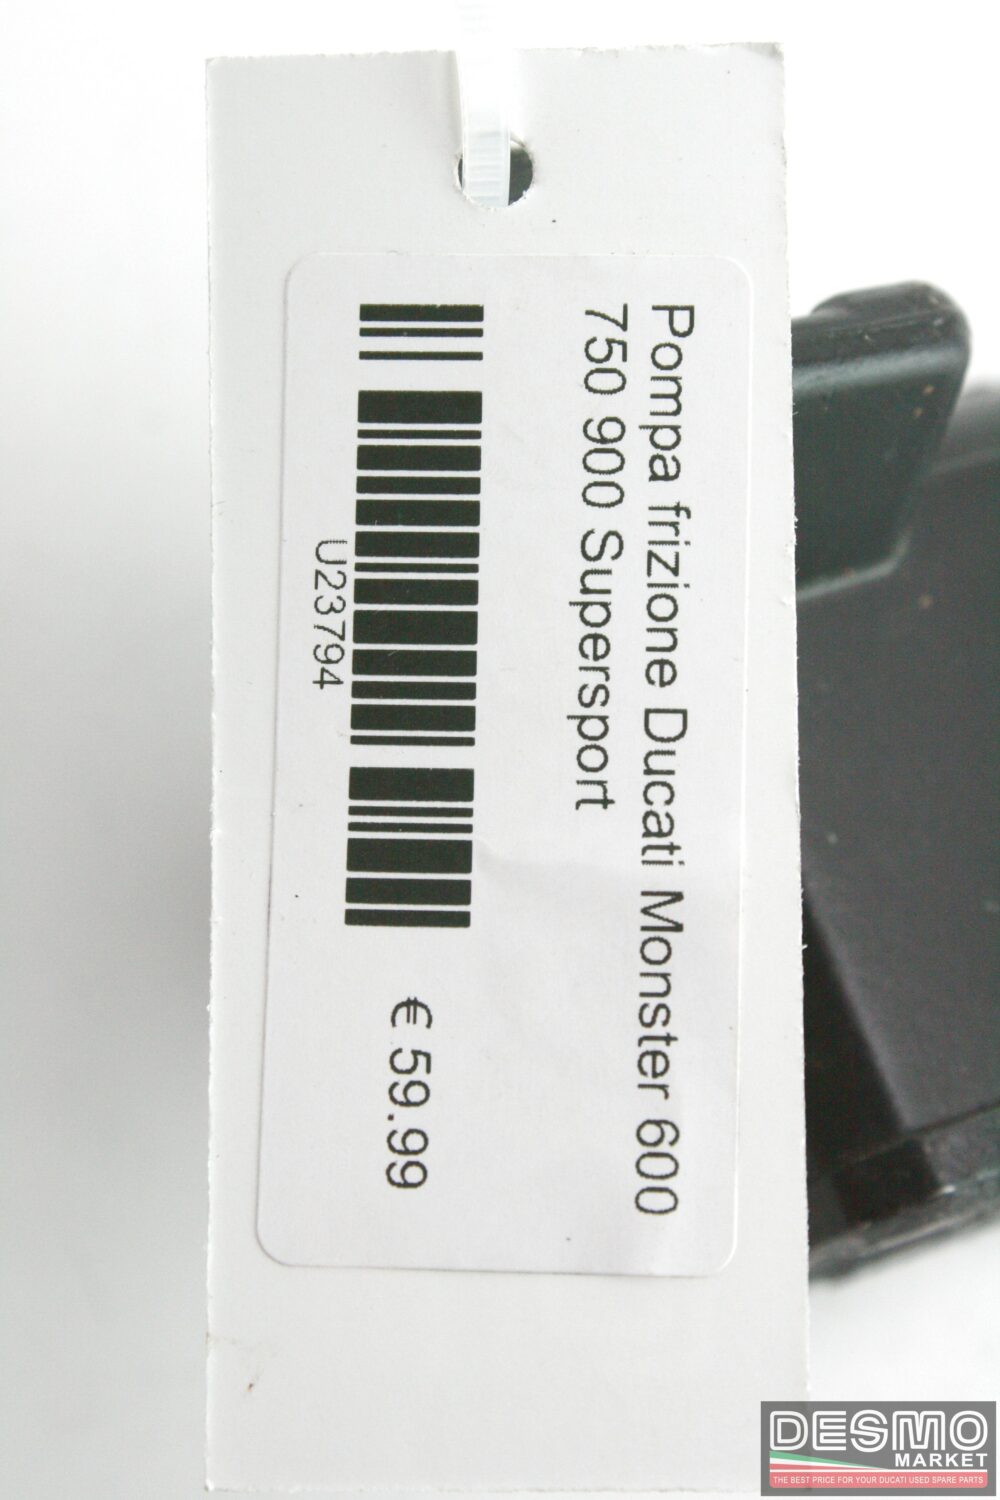 Pompa frizione Ducati Monster 600
750 900 Supersport
U23794
€ 59.99
DESMO
MARKET
THE BEST PRICE FOR YOUR DUCATI USED SPARE PARTS